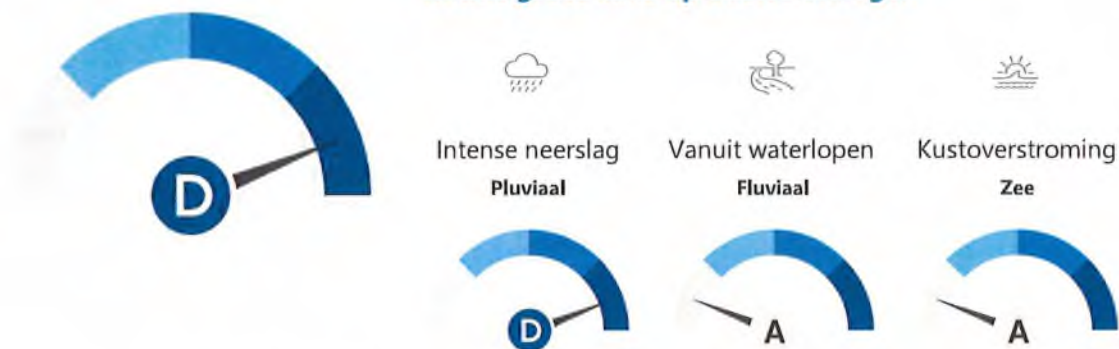 D
Intense neerslag
Pluviaal
D
Vanuit waterlopen
Fluviaal
A
Kustoverstroming
Zee
A